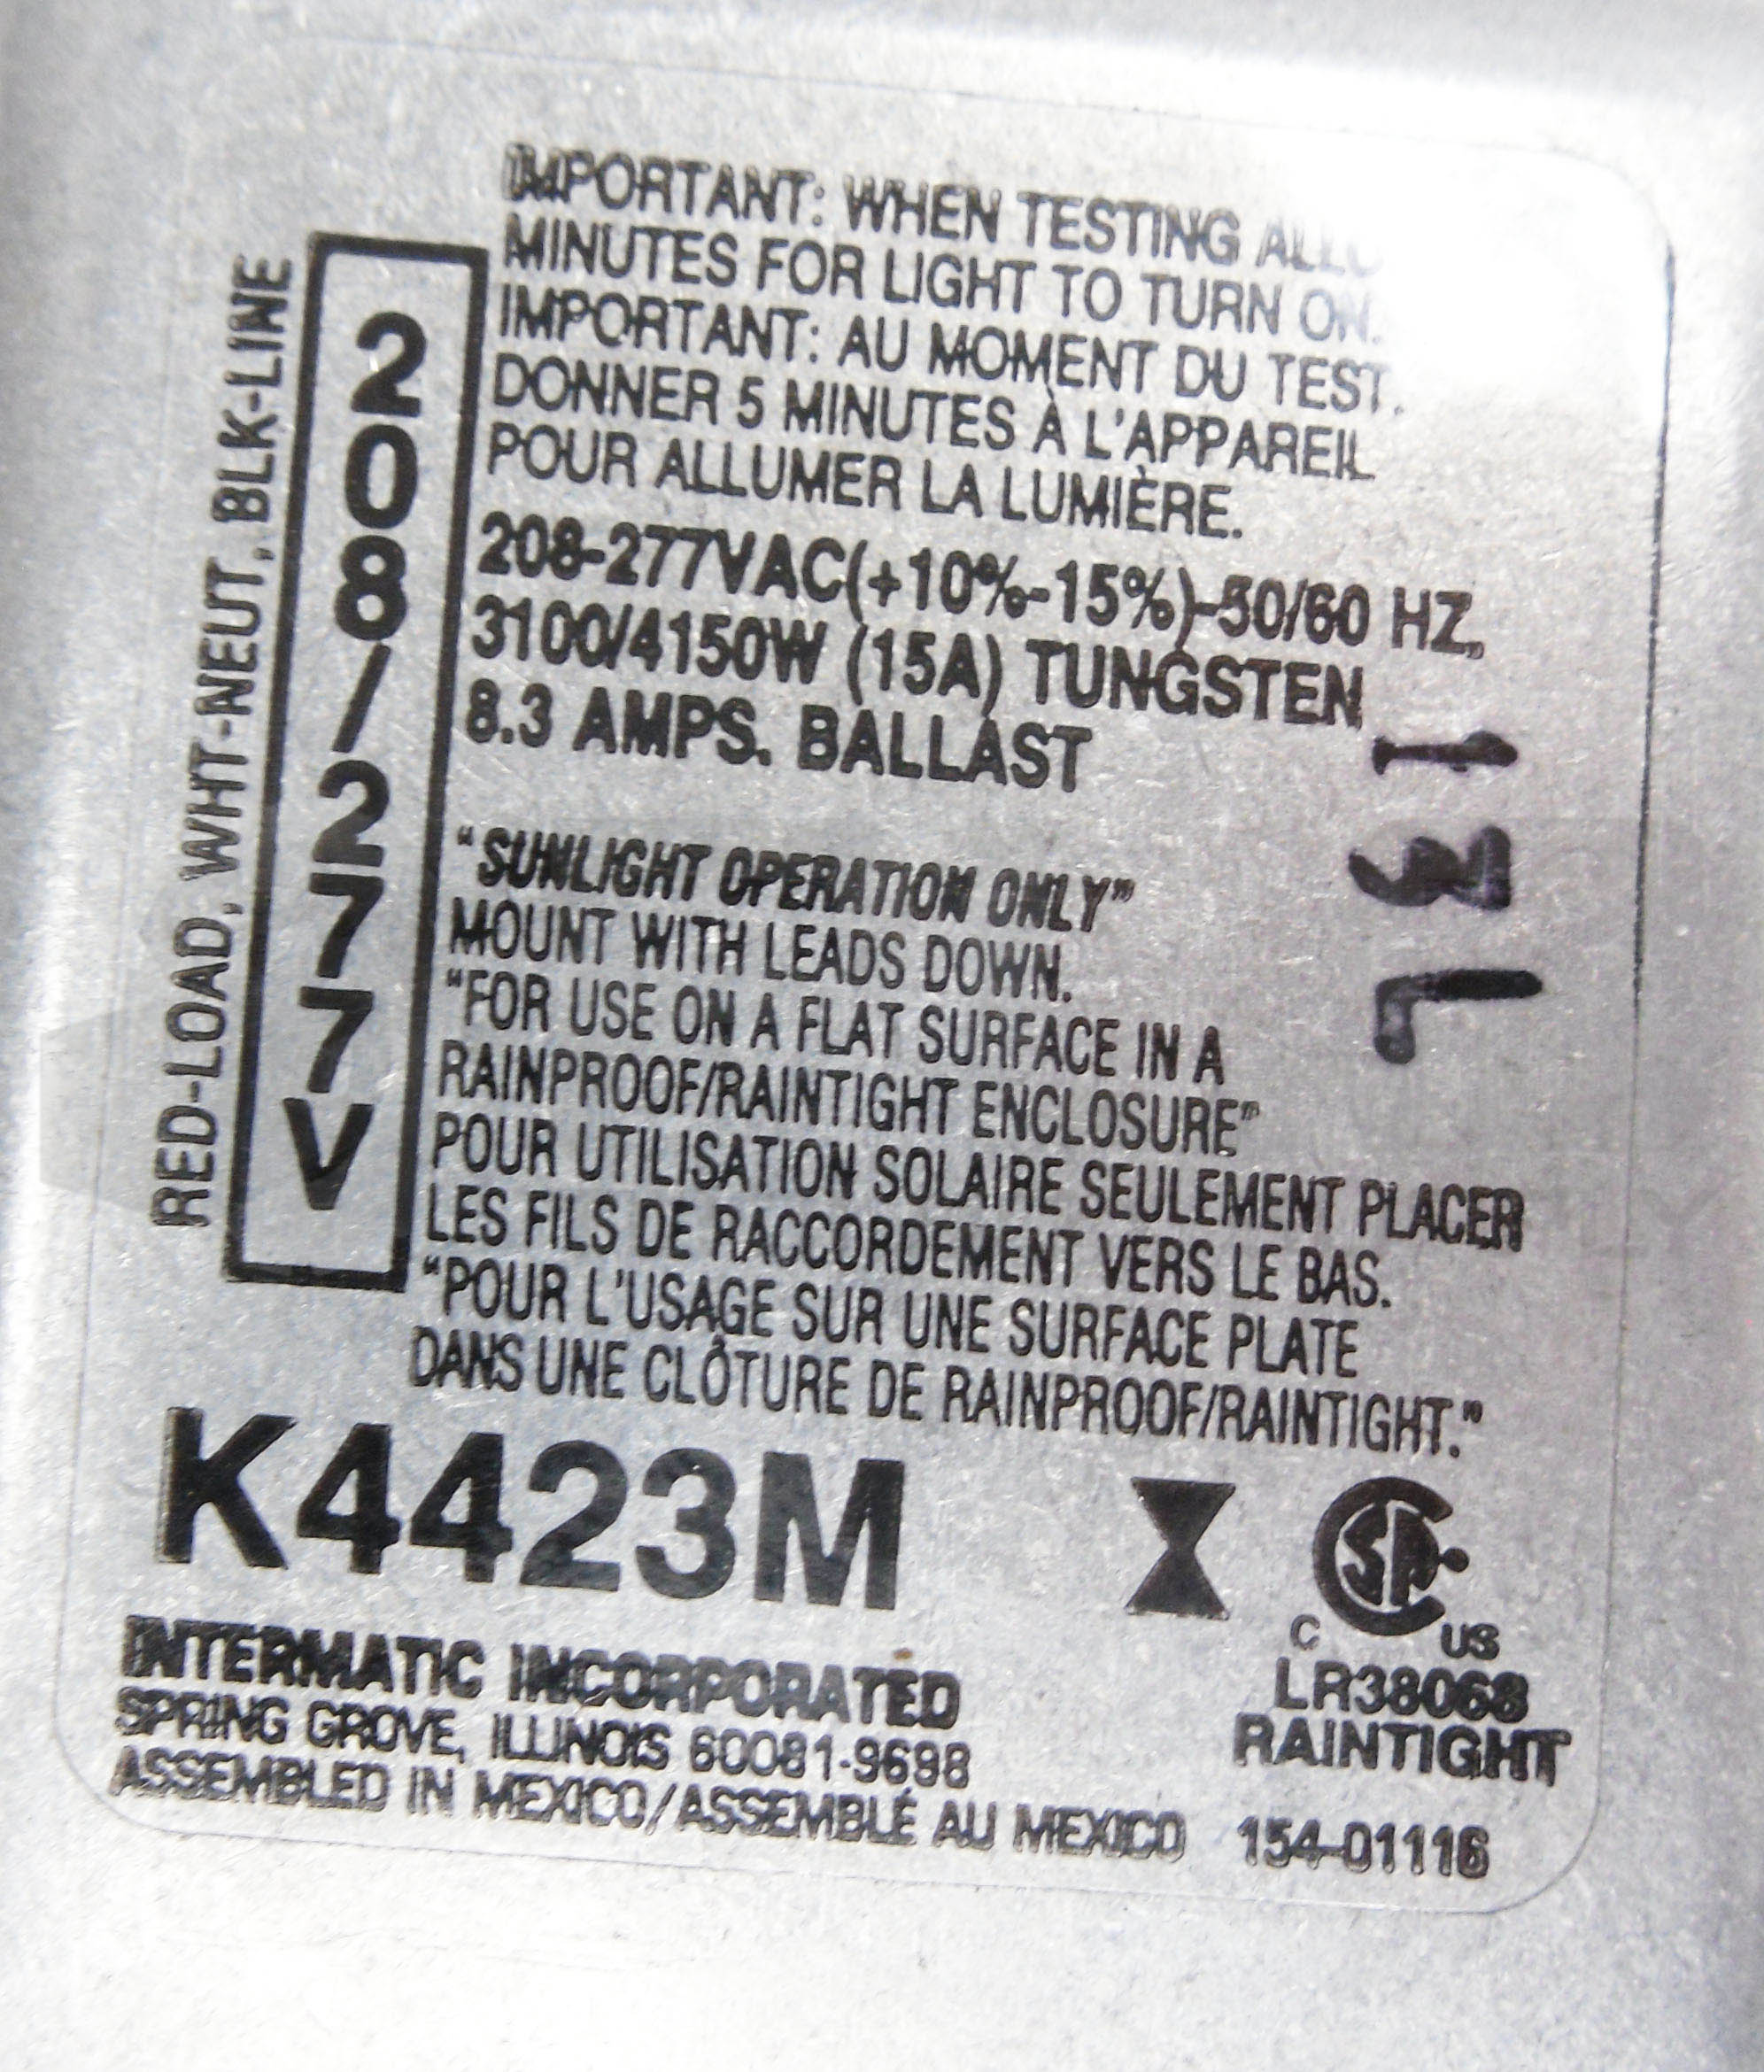 IMPORTANT: WHEN TESTING
MINUTES FOR LIGHT TO TURN ON.
IMPORTANT: AU MOMENT DU TEST.
DONNER 5 MINUTES À L'APPAREIL
POUR ALLUMER LA LUMIÈRE.
208-277VAC(+10%-15%)-50/60 HZ,
3100/4150W (15A) TUNGSTEN
8.3 AMPS. BALLAST
"SUNLIGHT OPERATION ONLY"
MOUNT WITH LEADS DOWN.
"FOR USE ON A FLAT SURFACE IN A
RAINPROOF/RAINTIGHT ENCLOSURE"
POUR UTILISATION SOLAIRE SEULEMENT PLACER
LES FILS DE RACCORDEMENT VERS LE BAS.
"POUR L'USAGE SUR UNE SURFACE PLATE
DANS UNE CLÔTURE DE RAINPROOF/RAINTIGHT."
RED-LOAD, WHT-NEUT, BLK-LINE
208/277V
K4423M
CSA
C US
LR38068
RAINTIGHT
INTERMATIC INCORPORATED
SPRING GROVE, ILLINOIS 60081-9698
ASSEMBLED IN MEXICO/ASSEMBLÉ AU MEXICO 154-01116